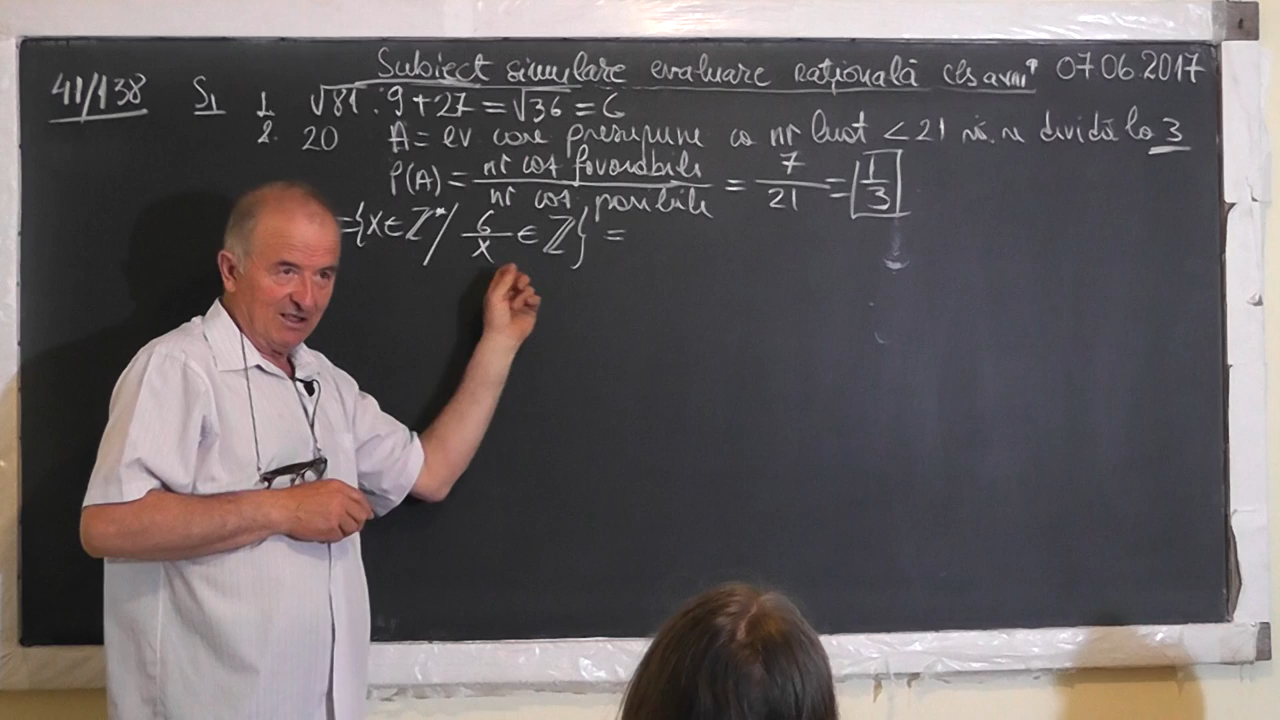 Subiect simulare evaluare națională cls a VIII a 07.06.2017
41/138 S1 1. √81:9+27 = √36 = 6
2. 20 A = ev care presupune ca nr luat < 21 să se dividă la 3
P(A) = nr caz favorabile / nr caz posibile = 7/21 = 1/3
={x∈ℤ*/ 6/x ∈ ℤ} =